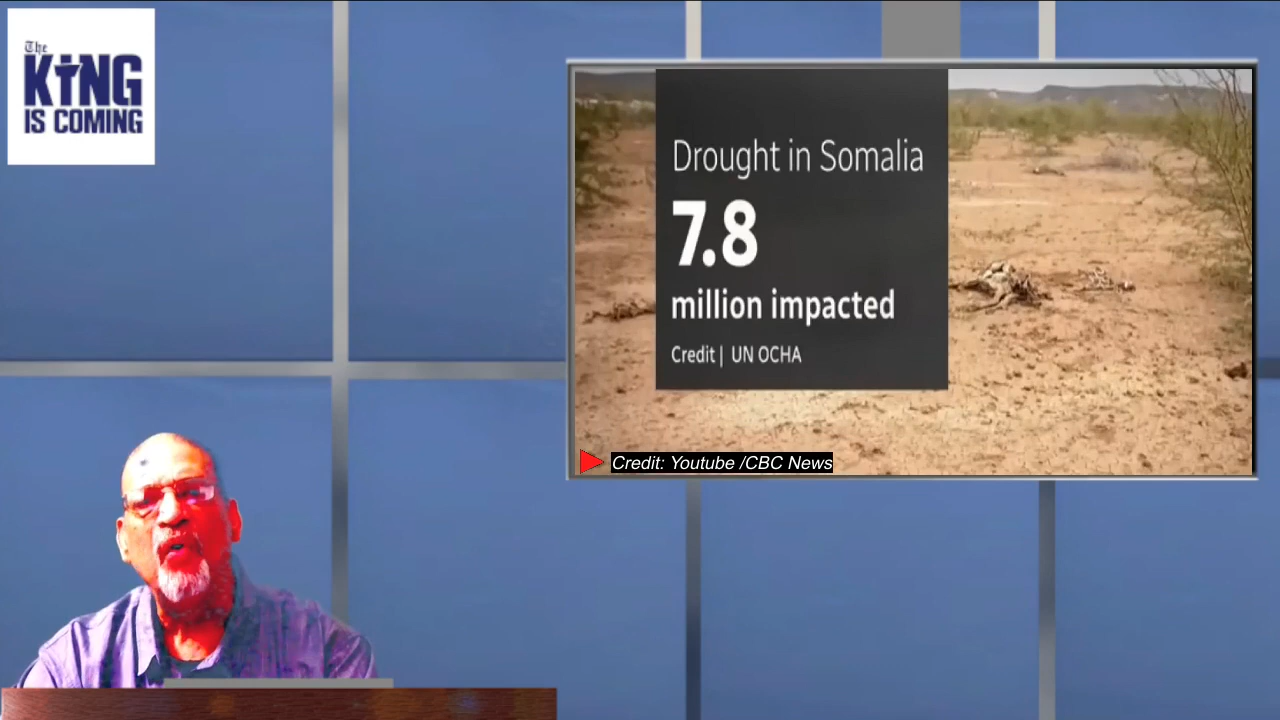 The
KING
IS COMING
Drought in Somalia
7.8
million impacted
Credit | UN OCHA
Credit: Youtube /CBC News